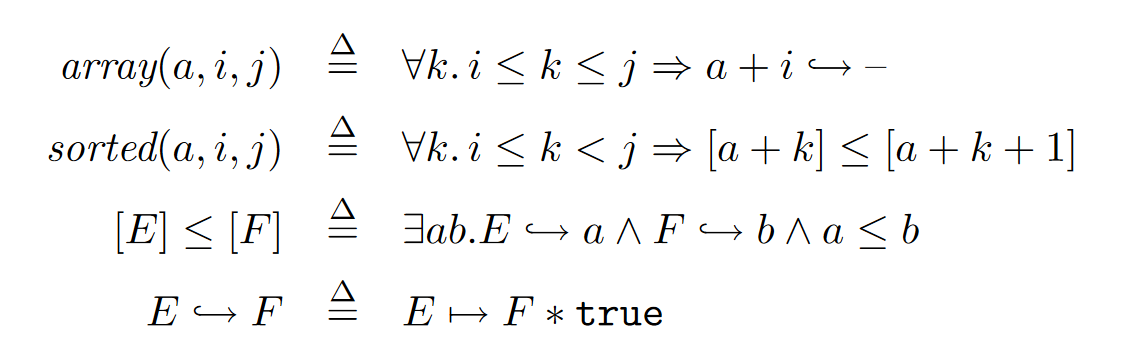 array(a, i, j) ≜ ∀k. i ≤ k ≤ j ⇒ a + i ↪ –
sorted(a, i, j) ≜ ∀k. i ≤ k < j ⇒ [a + k] ≤ [a + k + 1]
[E] ≤ [F] ≜ ∃ab.E ↪ a ∧ F ↪ b ∧ a ≤ b
E ↪ F ≜ E ↦ F ∗ true